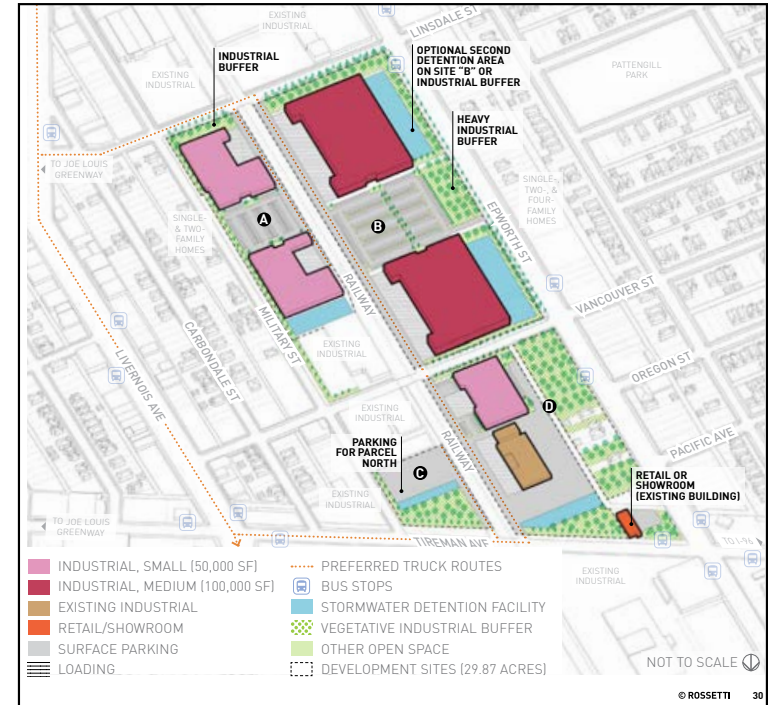 EXISTING
INDUSTRIAL
LINSDALE ST
INDUSTRIAL
BUFFER
OPTIONAL SECOND
DETENTION AREA
ON SITE "B" OR
INDUSTRIAL BUFFER
EXISTING
INDUSTRIAL
PATTENGILL
PARK
HEAVY
INDUSTRIAL
BUFFER
TO JOE LOUIS
GREENWAY
SINGLE-,
TWO-, &
FOUR-
FAMILY
HOMES
SINGLE-
& TWO-
FAMILY
HOMES
A
B
EPWORTH ST
RAILWAY
VANCOUVER ST
MILITARY ST
CARBONDALE ST
LIVERNOIS AVE
EXISTING
INDUSTRIAL
OREGON ST
EXISTING
INDUSTRIAL
D
PACIFIC AVE
RAILWAY
PARKING
FOR PARCEL
NORTH
C
RETAIL OR
SHOWROOM
(EXISTING BUILDING)
EXISTING
INDUSTRIAL
TO JOE LOUIS
GREENWAY
TIREMAN AVE
TO I-96
EXISTING
INDUSTRIAL
INDUSTRIAL, SMALL (50,000 SF)
INDUSTRIAL, MEDIUM (100,000 SF)
EXISTING INDUSTRIAL
RETAIL/SHOWROOM
SURFACE PARKING
LOADING
PREFERRED TRUCK ROUTES
BUS STOPS
STORMWATER DETENTION FACILITY
VEGETATIVE INDUSTRIAL BUFFER
OTHER OPEN SPACE
DEVELOPMENT SITES (29.87 ACRES)
NOT TO SCALE
© ROSSETTI 30